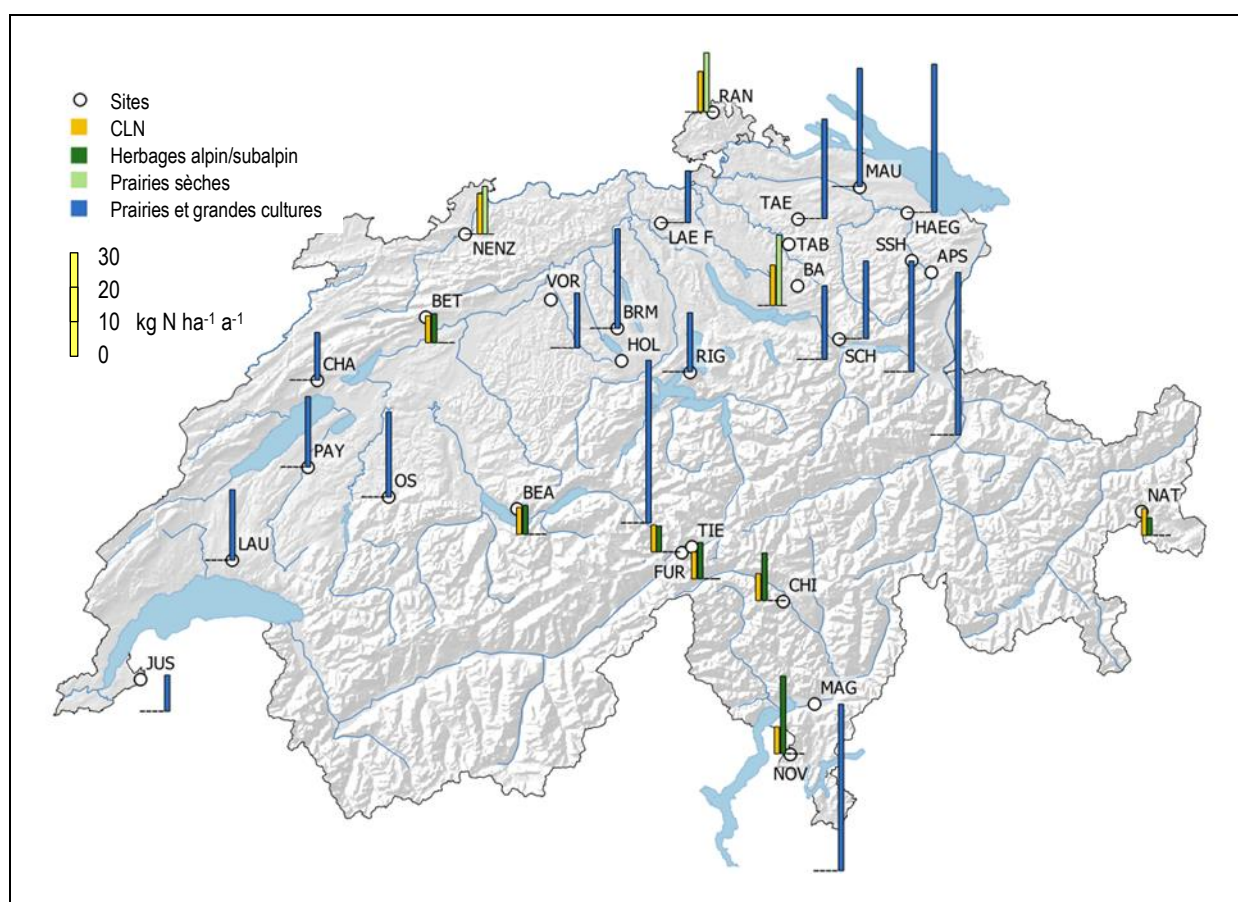 Sites
CLN
Herbages alpin/subalpin
Prairies sèches
Prairies et grandes cultures
30
20
10 kg N ha⁻¹ a⁻¹
0
RAN
MAU
TAE
HAEG
LAE F
NENZ
TAB
SSH
APS
BA
VOR
BET
BRM
SCH
HOL
RIG
CHA
PAY
OS
BEA
NAT
LAU
TIE
FUR
CHI
JUS
MAG
NOV